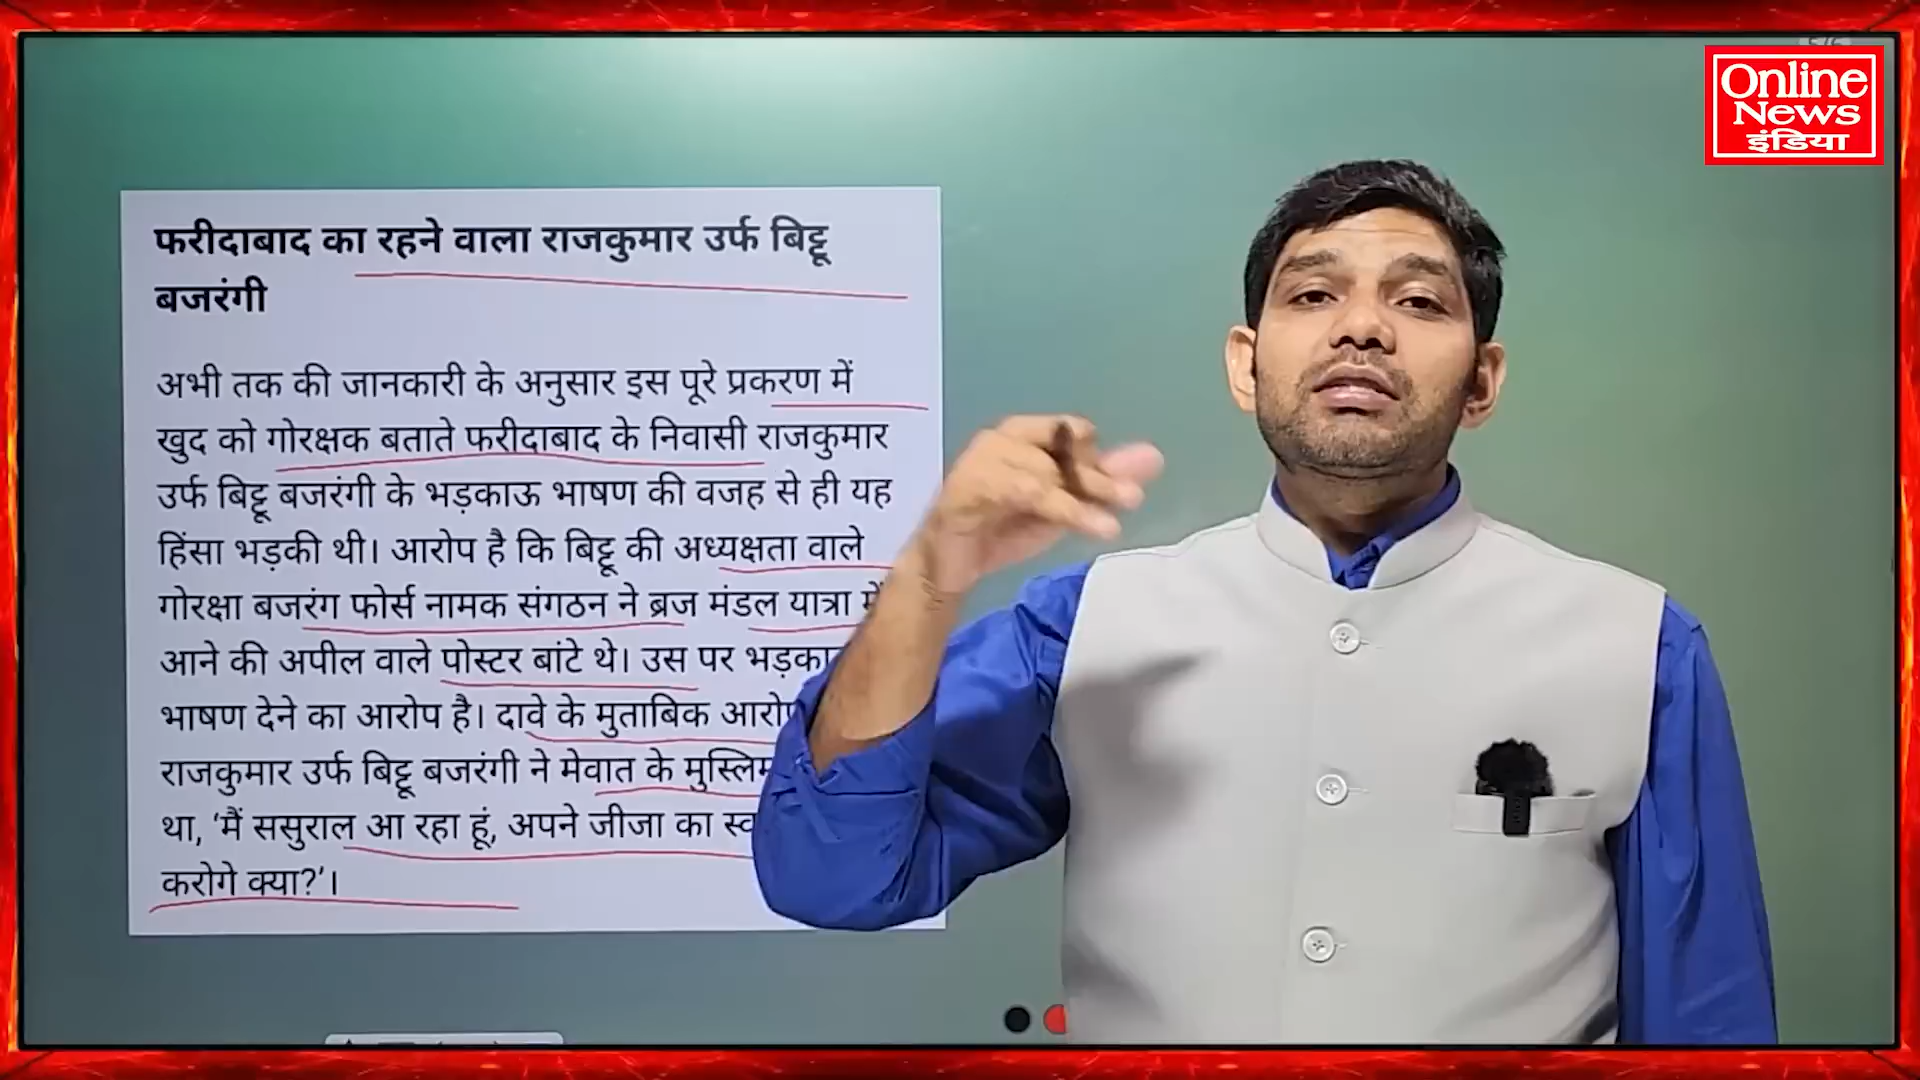 Online
News
इंडिया
फरीदाबाद का रहने वाला राजकुमार उर्फ बिट्टू
बजरंगी
अभी तक की जानकारी के अनुसार इस पूरे प्रकरण में
खुद को गोरक्षक बताते फरीदाबाद के निवासी राजकुमार
उर्फ बिट्टू बजरंगी के भड़काऊ भाषण की वजह से ही यह
हिंसा भड़की थी। आरोप है कि बिट्टू की अध्यक्षता वाले
गोरक्षा बजरंग फोर्स नामक संगठन ने ब्रज मंडल यात्रा में
आने की अपील वाले पोस्टर बांटे थे। उस पर
भाषण देने का आरोप है। दावे के मुताबिक
राजकुमार उर्फ बिट्टू बजरंगी ने मेवात के मुस्लिम
था, ‘मैं ससुराल आ रहा हूं, अपने जीजा का
करोगे क्या?’।